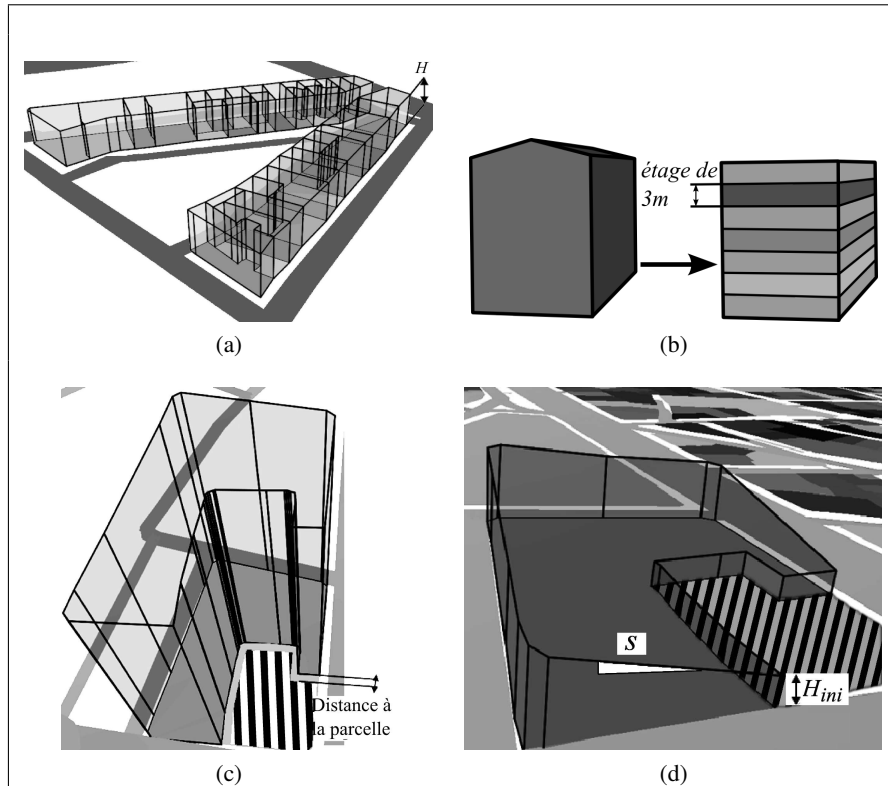 H
(a)
étage de
3m
(b)
Distance à
la parcelle
(c)
S
H_ini
(d)